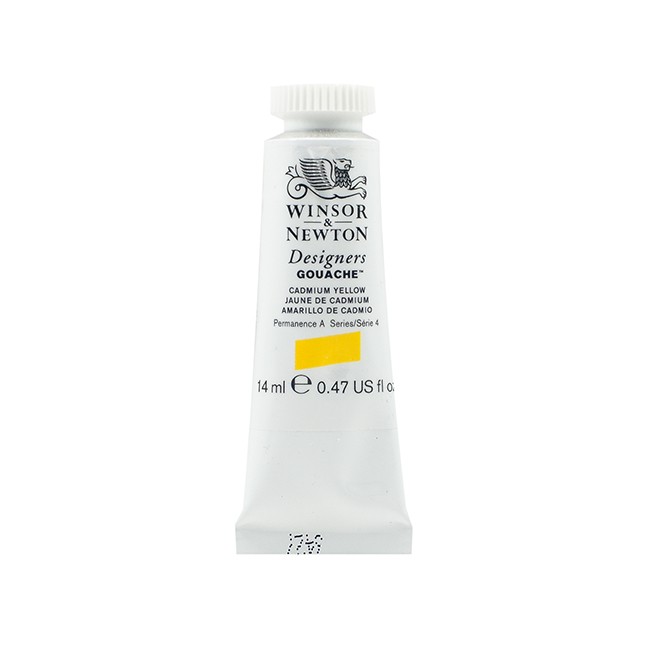 WINSOR
&
NEWTON
Designers
GOUACHE™
CADMIUM YELLOW
JAUNE DE CADMIUM
AMARILLO DE CADMIO
Permanence A Series/Série 4
14 ml ℮ 0.47 US fl oz